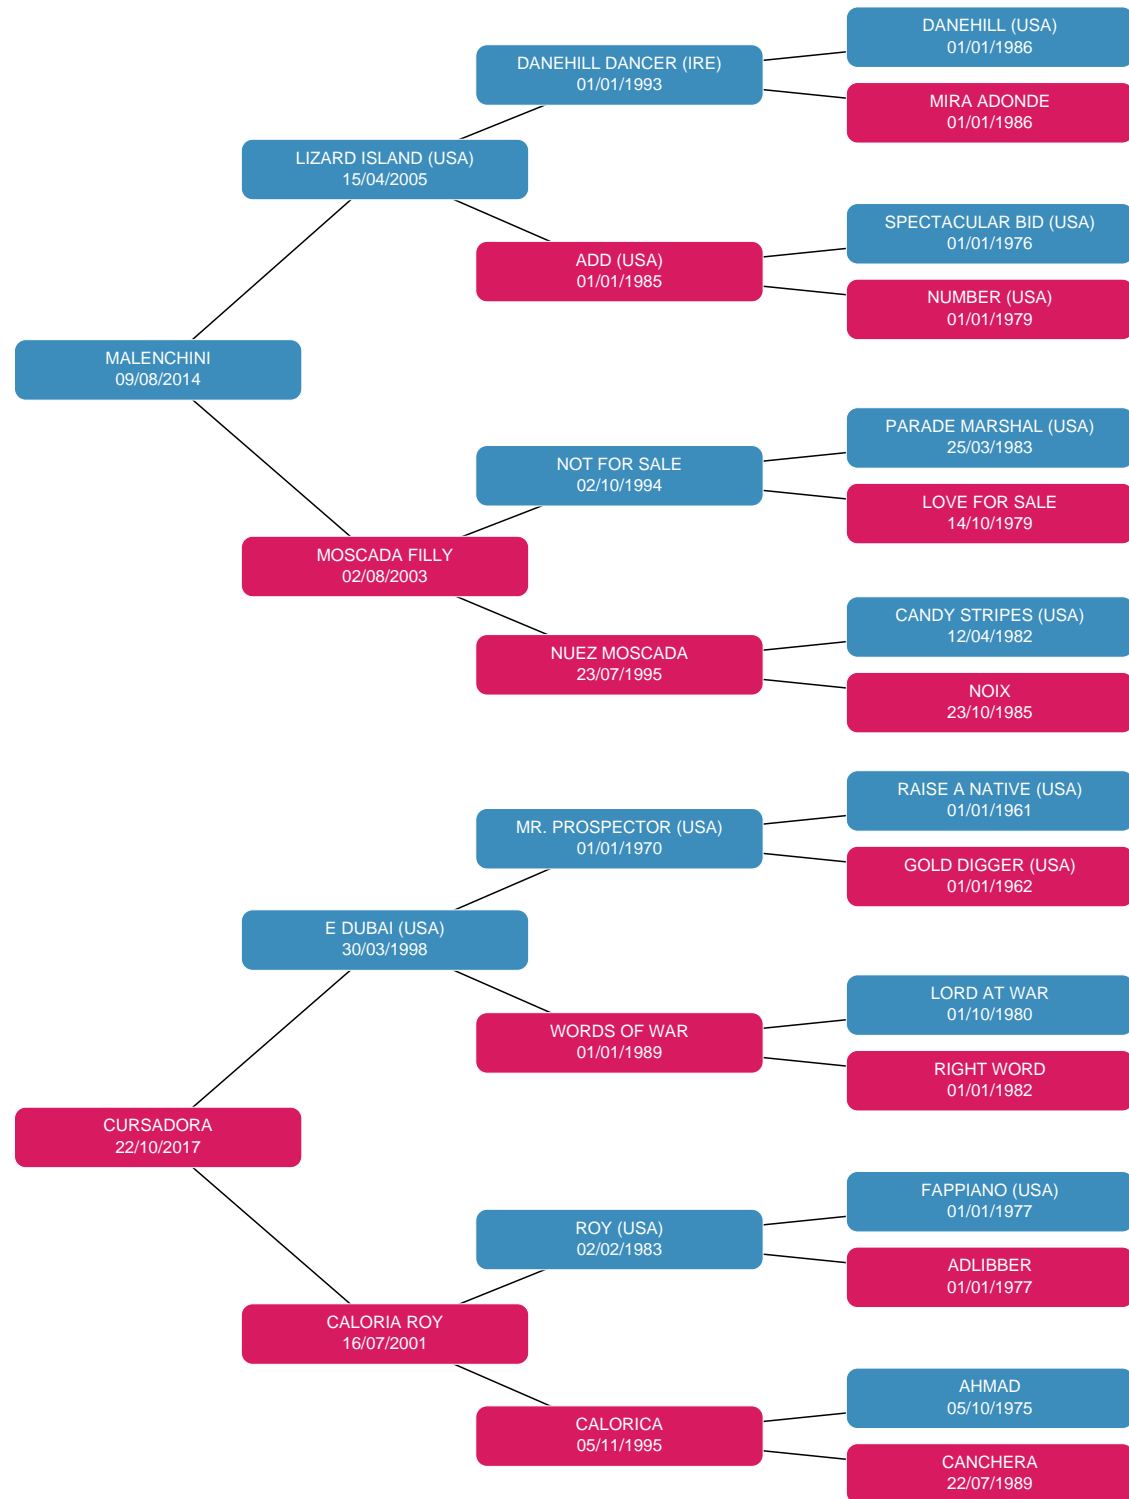 DANEHILL (USA)
01/01/1986
DANEHILL DANCER (IRE)
01/01/1993
MIRA ADONDE
01/01/1986
LIZARD ISLAND (USA)
15/04/2005
SPECTACULAR BID (USA)
01/01/1976
ADD (USA)
01/01/1985
NUMBER (USA)
01/01/1979
MALENCHINI
09/08/2014
PARADE MARSHAL (USA)
25/03/1983
NOT FOR SALE
02/10/1994
LOVE FOR SALE
14/10/1979
MOSCADA FILLY
02/08/2003
CANDY STRIPES (USA)
12/04/1982
NUEZ MOSCADA
23/07/1995
NOIX
23/10/1985
RAISE A NATIVE (USA)
01/01/1961
MR. PROSPECTOR (USA)
01/01/1970
GOLD DIGGER (USA)
01/01/1962
E DUBAI (USA)
30/03/1998
LORD AT WAR
01/10/1980
WORDS OF WAR
01/01/1989
RIGHT WORD
01/01/1982
CURSADORA
22/10/2017
FAPPIANO (USA)
01/01/1977
ROY (USA)
02/02/1983
ADLIBBER
01/01/1977
CALORIA ROY
16/07/2001
AHMAD
05/10/1975
CALORICA
05/11/1995
CANCHERA
22/07/1989